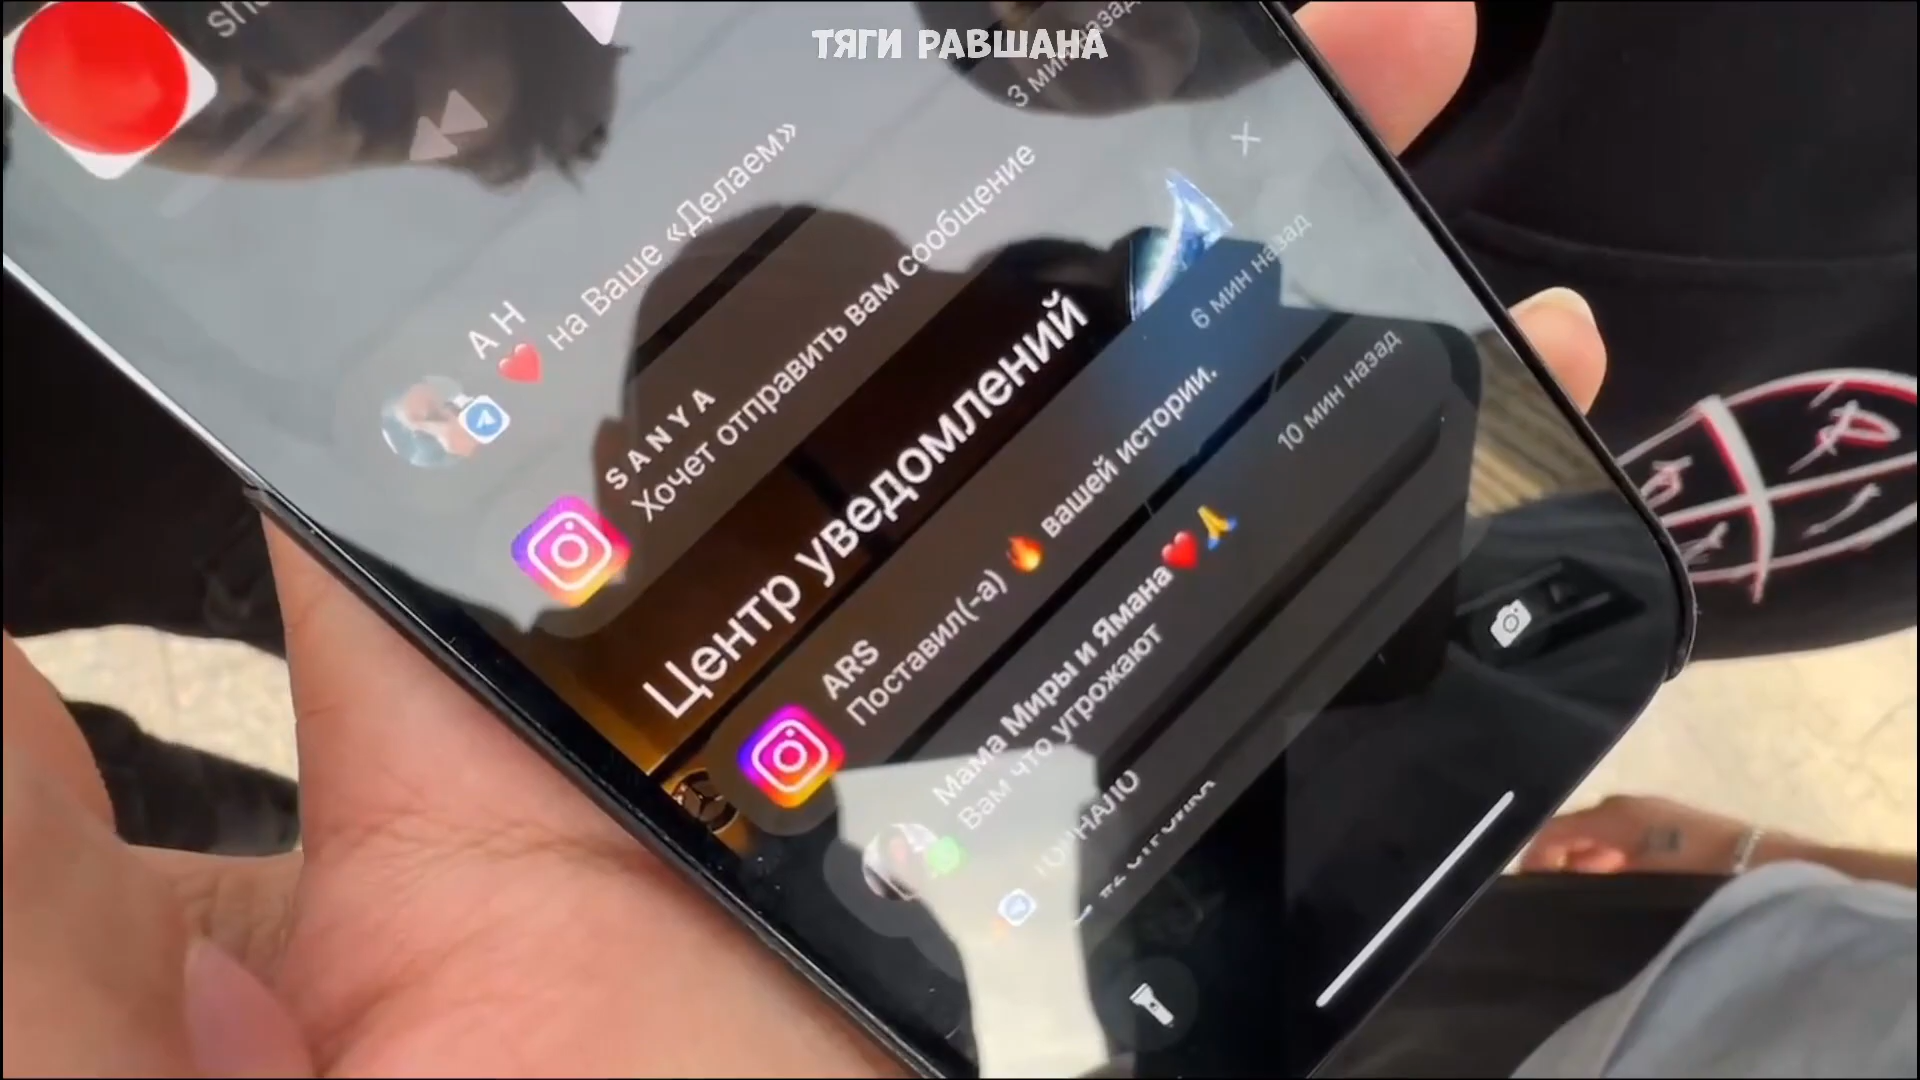 ТЯГИ РАВШАНА
3 мин назад
А Н
❤️ на Ваше «Делаем»
S A N Y A
Хочет отправить вам сообщение
Центр уведомлений
6 мин назад
ARS
Поставил(-а) 🔥 вашей истории.
10 мин назад
Мама Миры и Ямана❤️🙏
Вам что угрожают